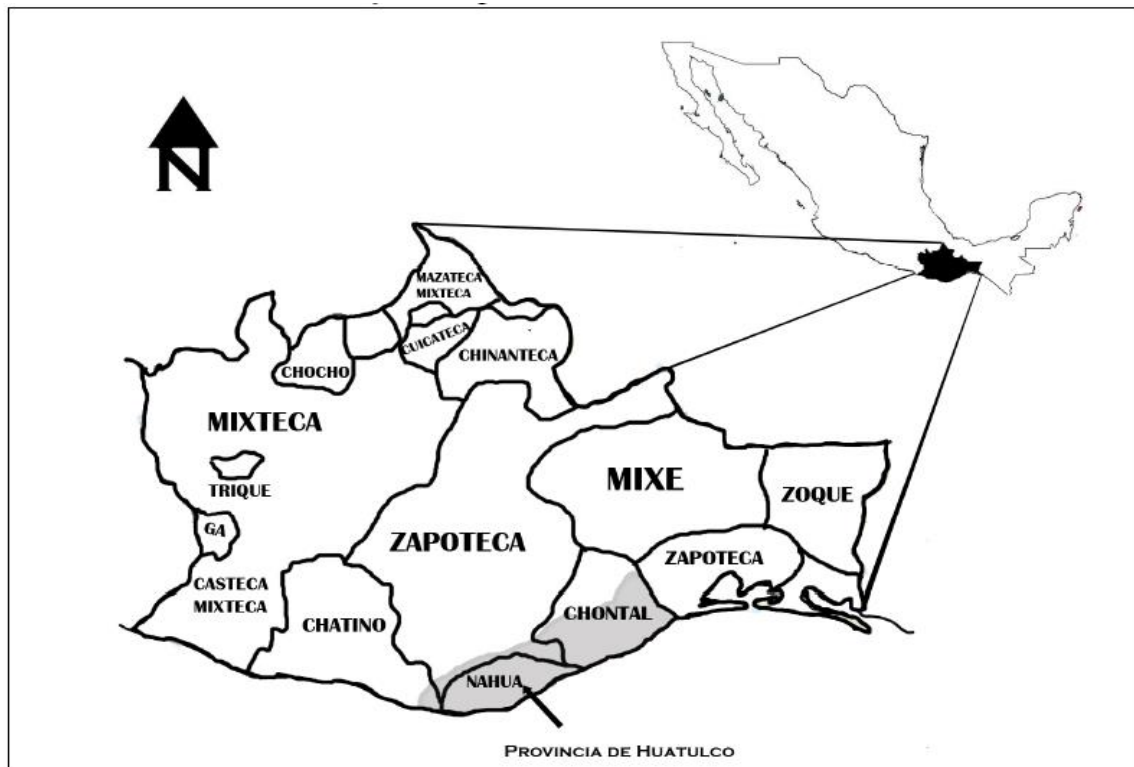 N
MAZATECA
MIXTECA
CUICATECA
CHINANTECA
CHOCHO
MIXTECA
TRIQUE
GA
MIXE
ZOQUE
ZAPOTECA
ZAPOTECA
CASTECA
MIXTECA
CHATINO
CHONTAL
NAHUA
PROVINCIA DE HUATULCO